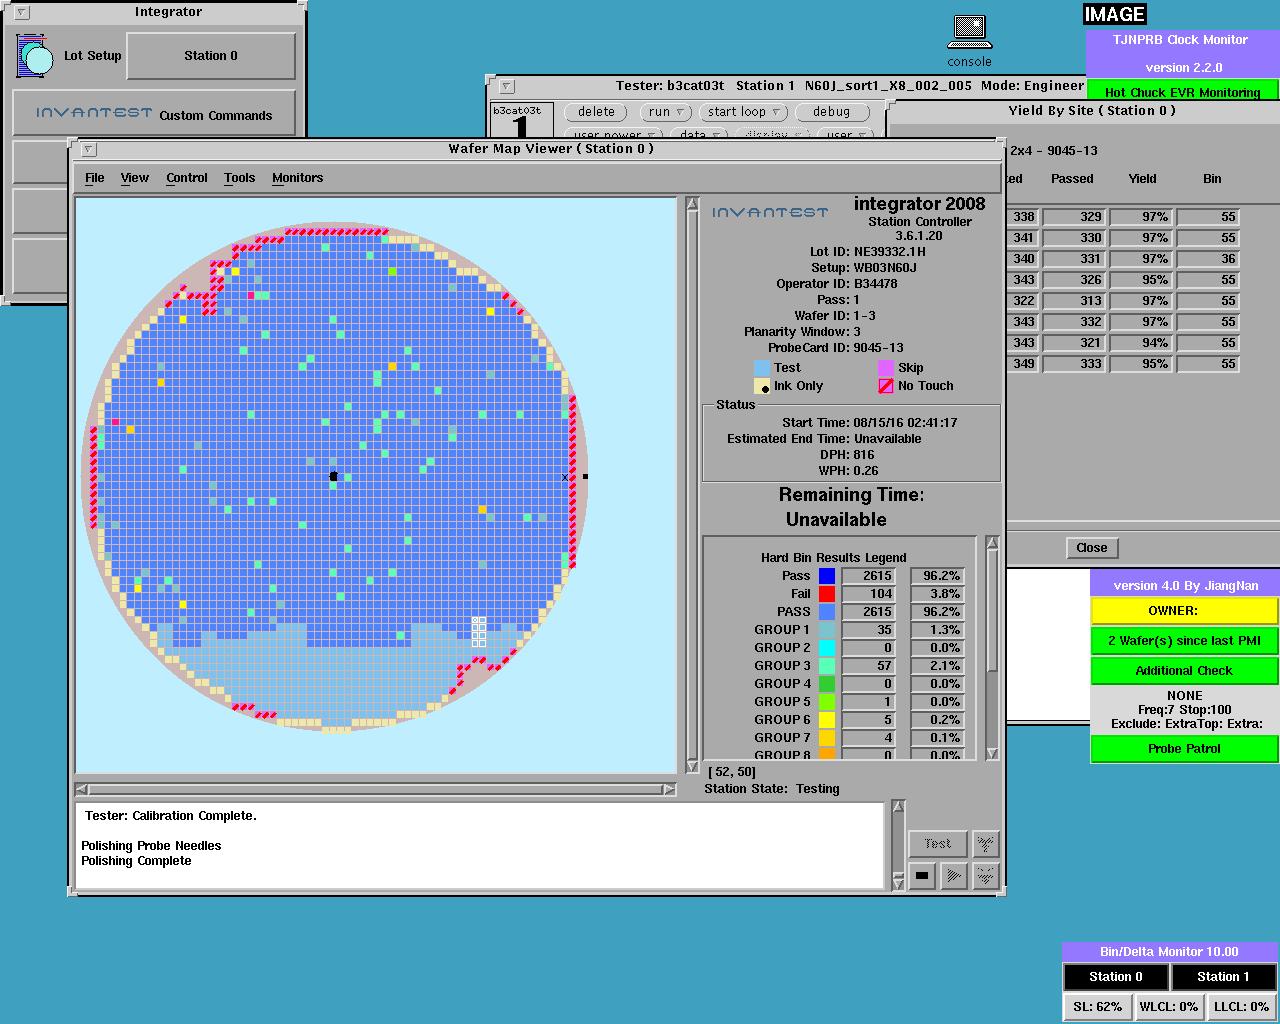 Integrator
Lot Setup
Station 0
INVANTEST Custom Commands
console
IMAGE
TJNPRB Clock Monitor
version 2.2.0
Hot Chuck EVR Monitoring
Tester: b3cat03t Station 1 N60J_sort1_X8_002_005 Mode: Engineer
b3cat03t
1
delete run start loop debug
user power data display user
Yield By Site ( Station 0 )
2x4 - 9045-13
Passed Yield Bin
338 329 97% 55
341 330 97% 55
340 331 97% 36
343 326 95% 55
322 313 97% 55
343 332 97% 55
343 321 94% 55
349 333 95% 55
Close
Wafer Map Viewer ( Station 0 )
File View Control Tools Monitors
INVANTEST
integrator 2008
Station Controller
3.6.1.20
Lot ID: NE39332.1H
Setup: WB03N60J
Operator ID: B34478
Pass: 1
Wafer ID: 1-3
Planarity Window: 3
ProbeCard ID: 9045-13
Test Skip
Ink Only No Touch
Status
Start Time: 08/15/16 02:41:17
Estimated End Time: Unavailable
DPH: 816
WPH: 0.26
Remaining Time:
Unavailable
Hard Bin Results Legend
Pass 2615 96.2%
Fail 104 3.8%
PASS 2615 96.2%
GROUP 1 35 1.3%
GROUP 2 0 0.0%
GROUP 3 57 2.1%
GROUP 4 0 0.0%
GROUP 5 1 0.0%
GROUP 6 5 0.2%
GROUP 7 4 0.1%
GROUP 8 0 0.0%
[ 52, 50]
Station State: Testing
Tester: Calibration Complete.
Polishing Probe Needles
Polishing Complete
Test
version 4.0 By JiangNan
OWNER:
2 Wafer(s) since last PMI
Additional Check
NONE
Freq:7 Stop:100
Exclude: ExtraTop: Extra:
Probe Patrol
Bin/Delta Monitor 10.00
Station 0 Station 1
SL: 62% WLCL: 0% LLCL: 0%